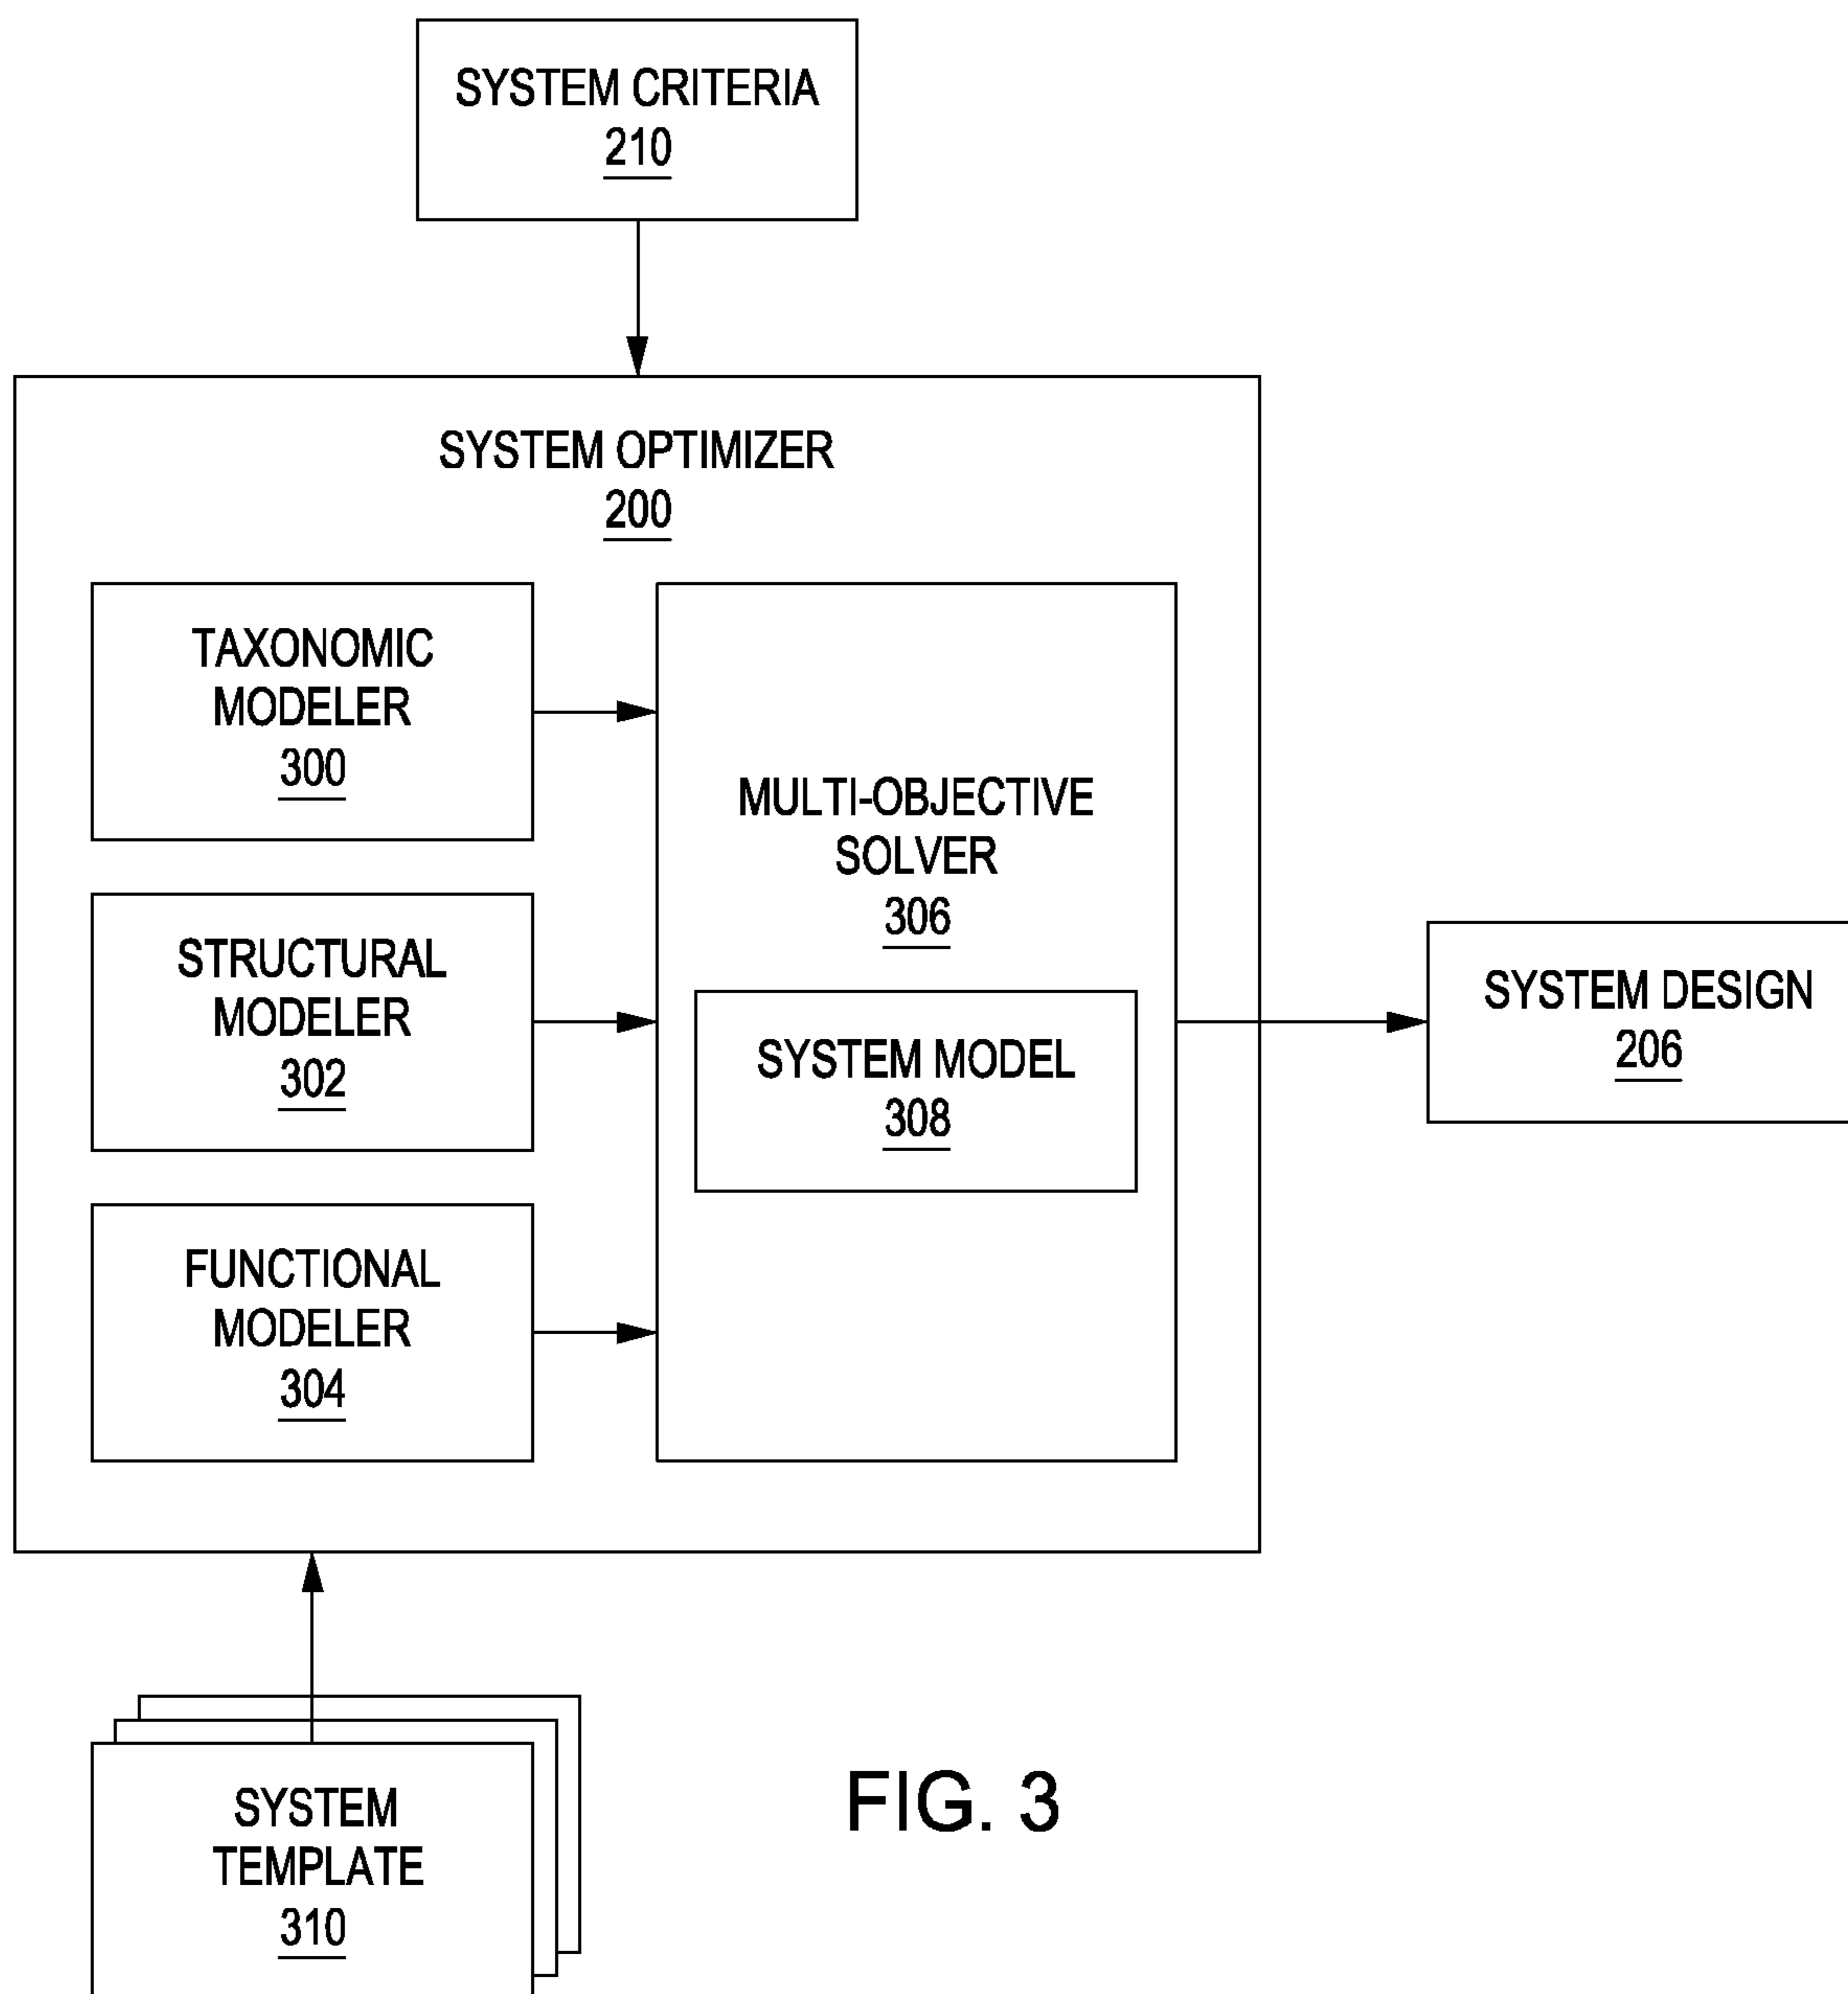 SYSTEM CRITERIA
210
SYSTEM OPTIMIZER
200
TAXONOMIC
MODELER
300
STRUCTURAL
MODELER
302
FUNCTIONAL
MODELER
304
MULTI-OBJECTIVE
SOLVER
306
SYSTEM MODEL
308
SYSTEM DESIGN
206
SYSTEM
TEMPLATE
310
FIG. 3